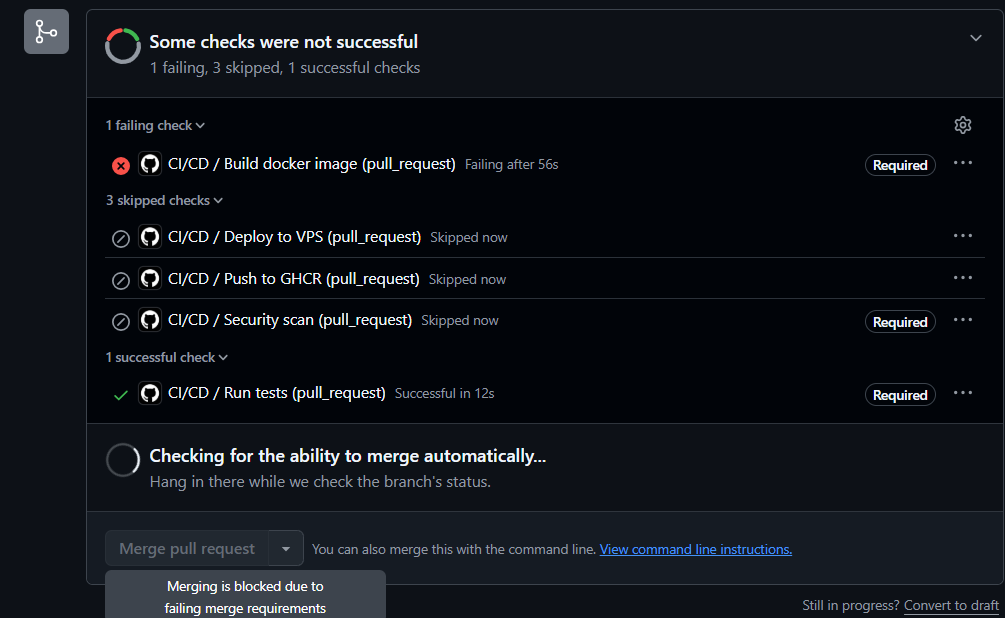 Some checks were not successful
1 failing, 3 skipped, 1 successful checks
1 failing check
CI/CD / Build docker image (pull_request) Failing after 56s Required
3 skipped checks
CI/CD / Deploy to VPS (pull_request) Skipped now
CI/CD / Push to GHCR (pull_request) Skipped now
CI/CD / Security scan (pull_request) Skipped now Required
1 successful check
CI/CD / Run tests (pull_request) Successful in 12s Required
Checking for the ability to merge automatically...
Hang in there while we check the branch's status.
Merge pull request You can also merge this with the command line. View command line instructions.
Merging is blocked due to
failing merge requirements
Still in progress? Convert to draft